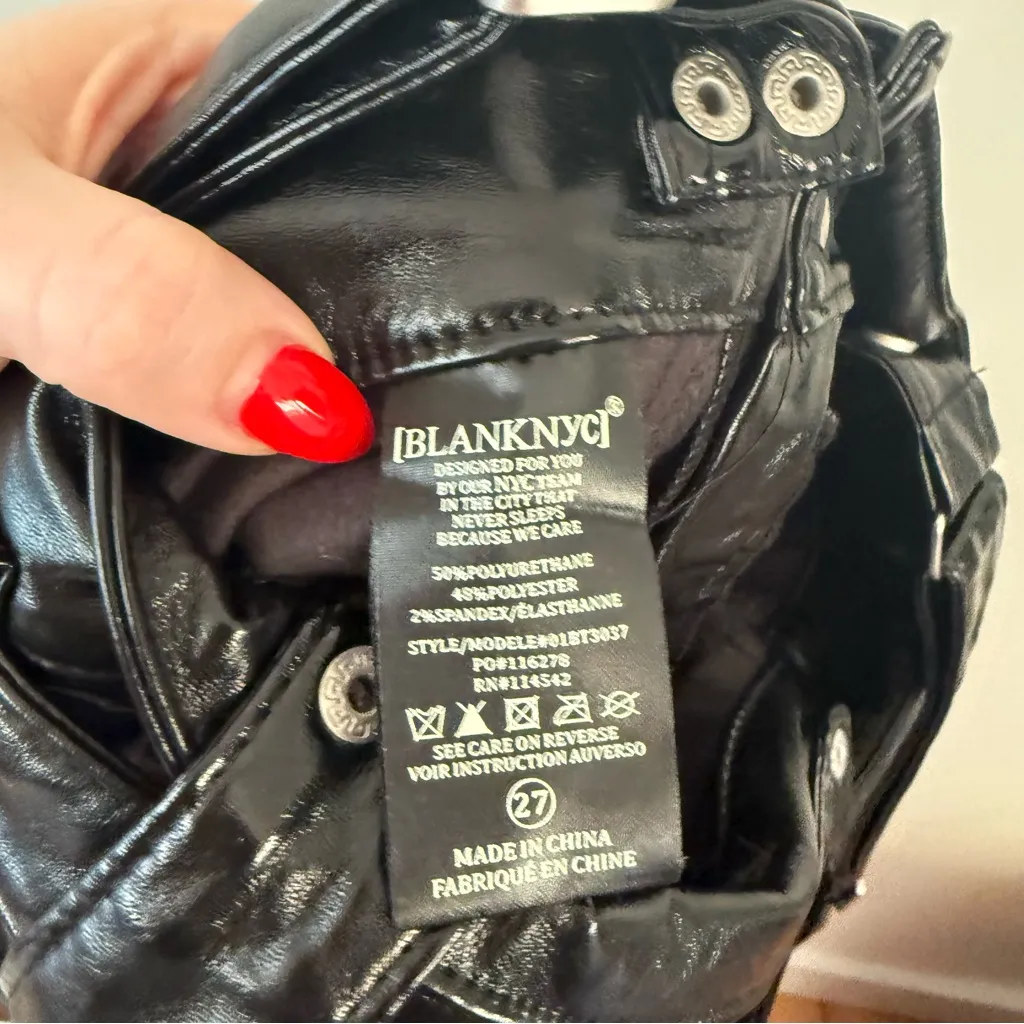 [BLANKNYC]®
DESIGNED FOR YOU
BY OUR NYC TEAM
IN THE CITY THAT
NEVER SLEEPS
BECAUSE WE CARE
50%POLYURETHANE
48%POLYESTER
2%SPANDEX/ÉLASTHANNE
STYLE/MODELE#01BT3037
PO#116278
RN#114542
SEE CARE ON REVERSE
VOIR INSTRUCTION AUVERSO
27
MADE IN CHINA
FABRIQUÉ EN CHINE